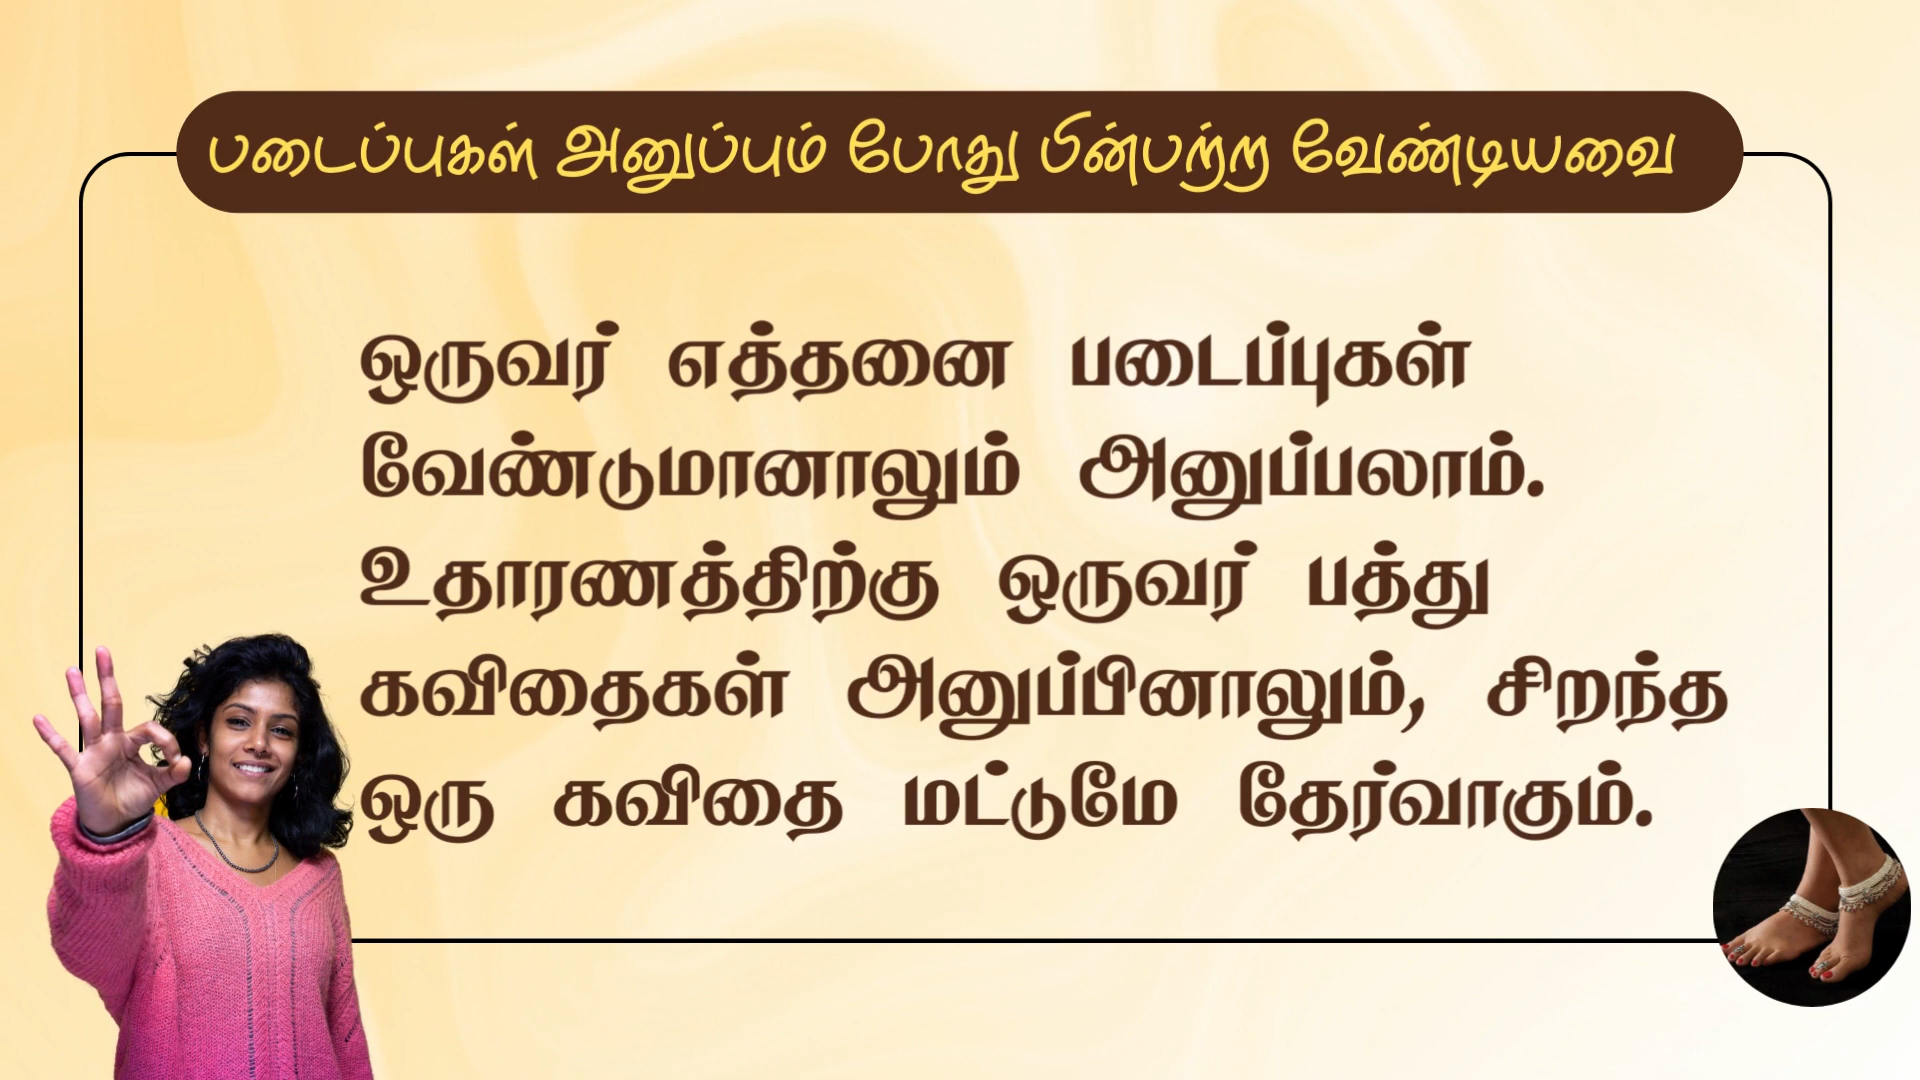 படைப்புகள் அனுப்பும் போது பின்பற்ற வேண்டியவை
ஒருவர் எத்தனை படைப்புகள்
வேண்டுமானாலும் அனுப்பலாம்.
உதாரணத்திற்கு ஒருவர் பத்து
கவிதைகள் அனுப்பினாலும், சிறந்த
ஒரு கவிதை மட்டுமே தேர்வாகும்.